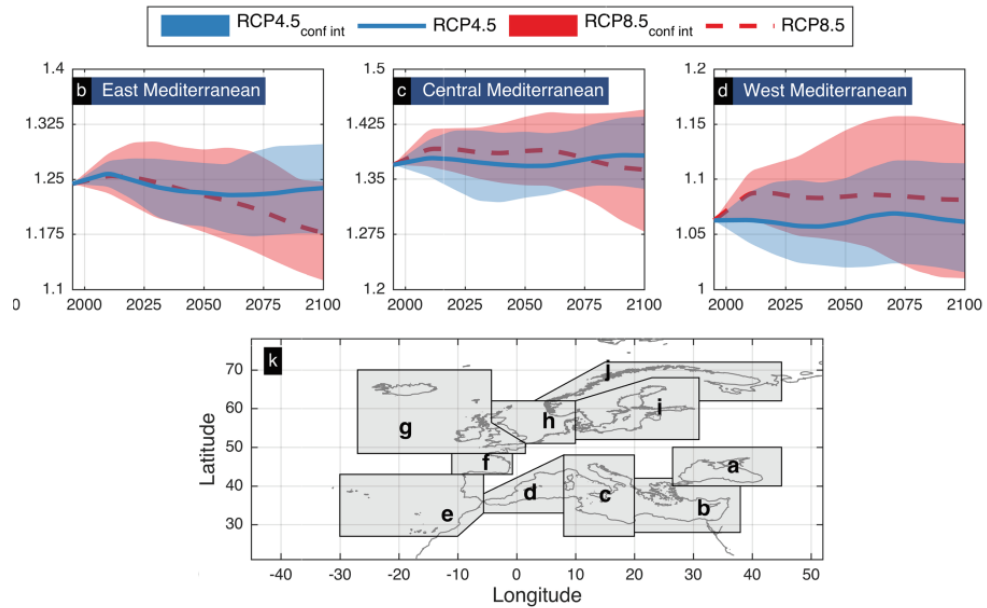 RCP4.5conf int RCP4.5 RCP8.5conf int RCP8.5
b East Mediterranean
1.4
1.325
1.25
1.175
1.1
0
2000 2025 2050 2075 2100
c Central Mediterranean
1.5
1.425
1.35
1.275
1.2
2000 2025 2050 2075 2100
d West Mediterranean
1.15
1.1
1.05
1
2000 2025 2050 2075 2100
k
Latitude
70
60
50
40
30
j
g
h
i
f
a
d
c
b
e
-40 -30 -20 -10 0 10 20 30 40 50
Longitude